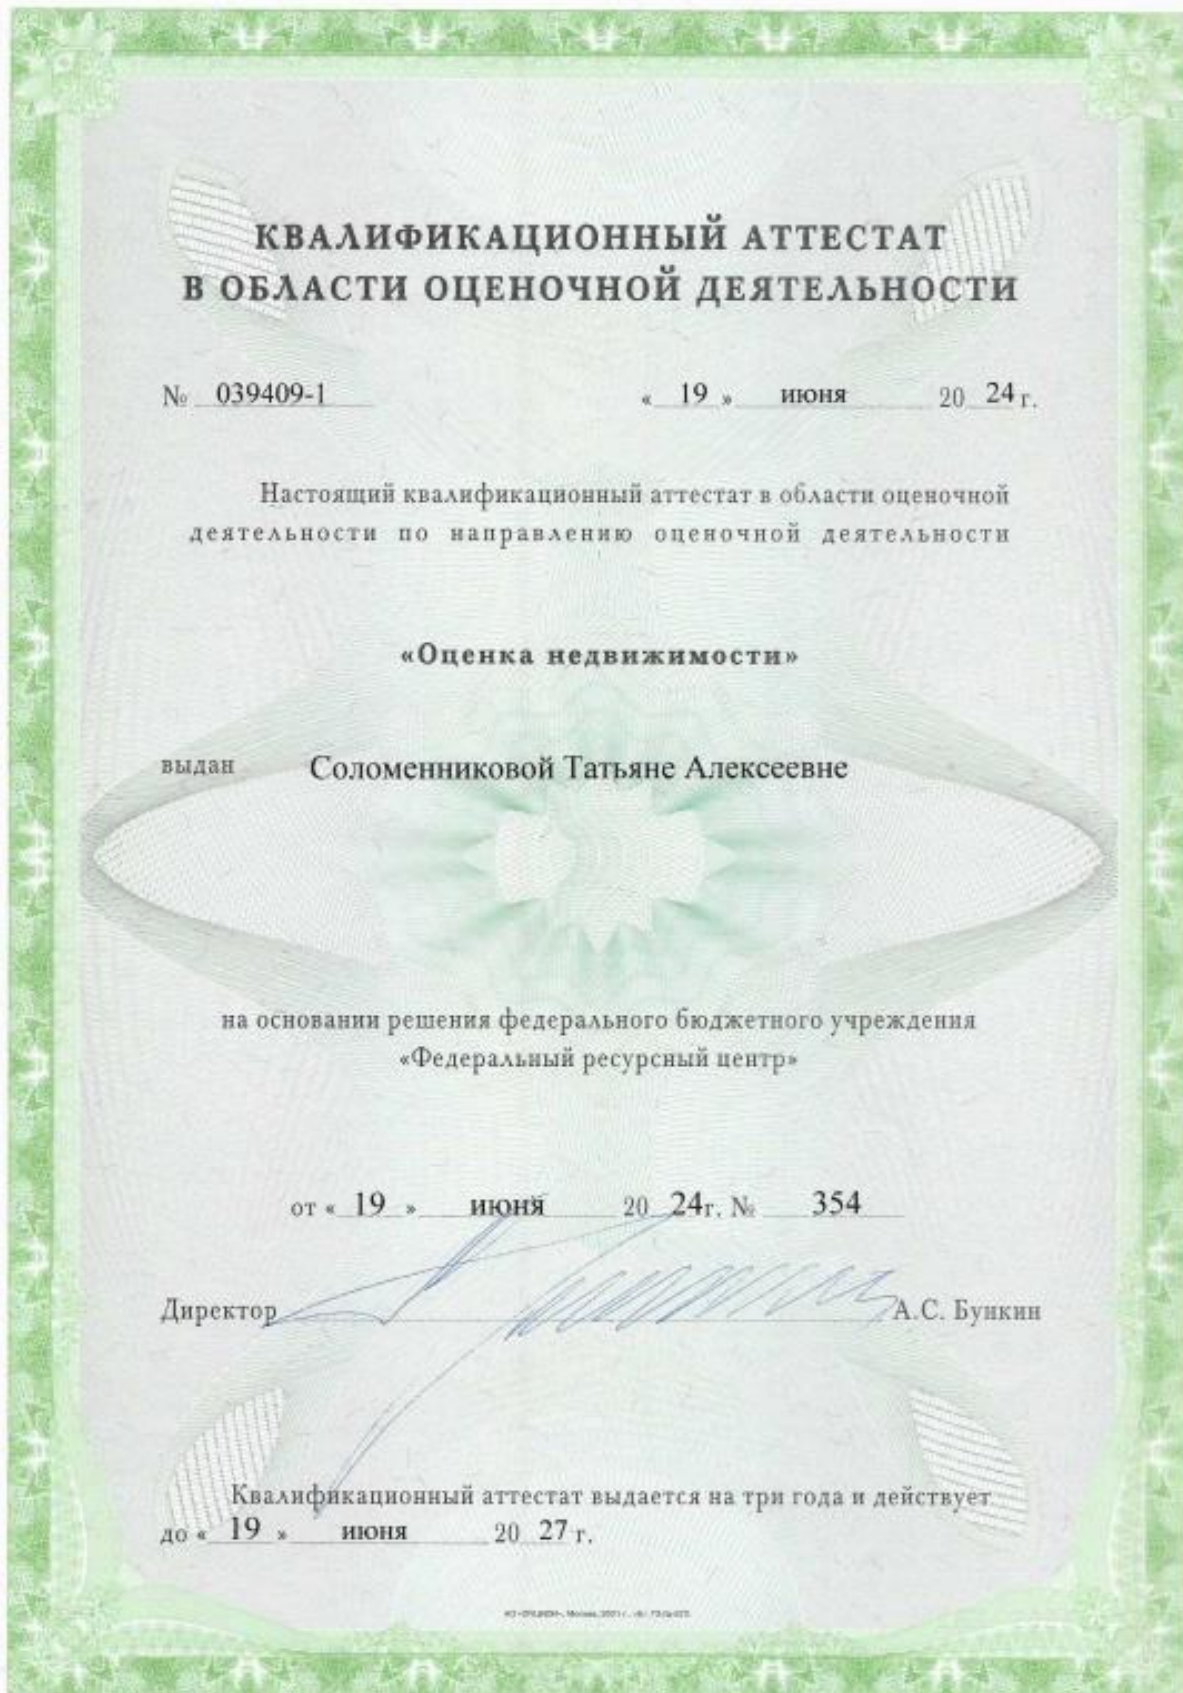 КВАЛИФИКАЦИОННЫЙ АТТЕСТАТ
В ОБЛАСТИ ОЦЕНОЧНОЙ ДЕЯТЕЛЬНОСТИ
№ 039409-1 « 19 » июня 20 24 г.
Настоящий квалификационный аттестат в области оценочной
деятельности по направлению оценочной деятельности
«Оценка недвижимости»
выдан Соломенниковой Татьяне Алексеевне
на основании решения федерального бюджетного учреждения
«Федеральный ресурсный центр»
от « 19 » июня 20 24г. № 354
Директор А.С. Бункин
Квалификационный аттестат выдается на три года и действует
до « 19 » июня 20 27 г.